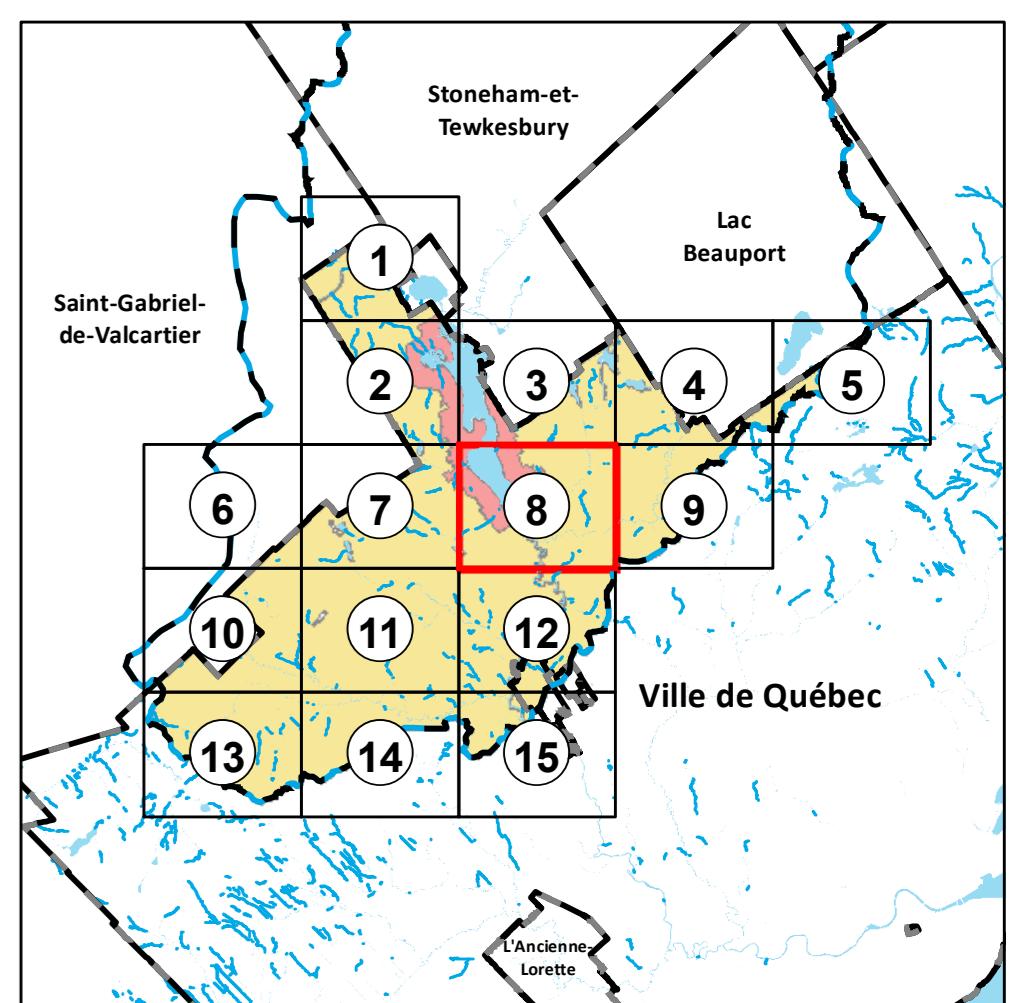 Stoneham-et-
Tewkesbury
Lac
Beauport
Saint-Gabriel-
de-Valcartier
1
2
3
4
5
6
7
8
9
10
11
12
Ville de Québec
13
14
15
L'Ancienne-
Lorette